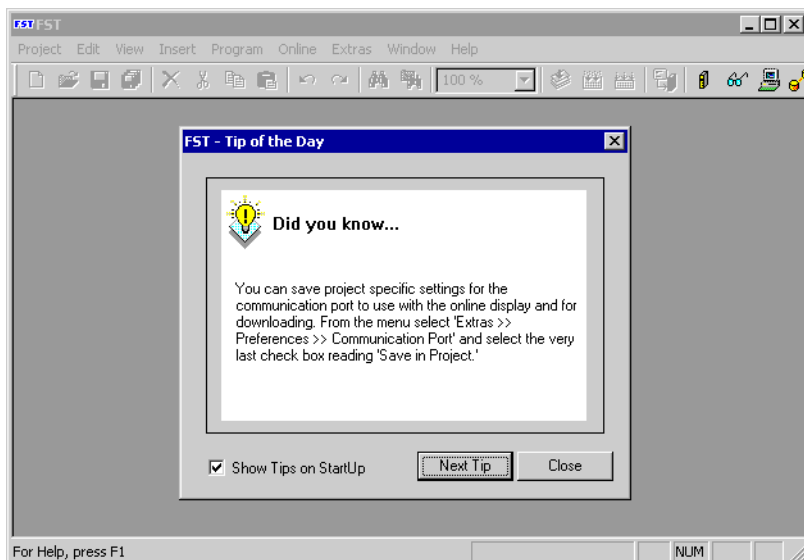 FST FST
Project Edit View Insert Program Online Extras Window Help
100 %
FST - Tip of the Day
Did you know...
You can save project specific settings for the
communication port to use with the online display and for
downloading. From the menu select 'Extras >>
Preferences >> Communication Port' and select the very
last check box reading 'Save in Project.'
Show Tips on StartUp Next Tip Close
For Help, press F1 NUM